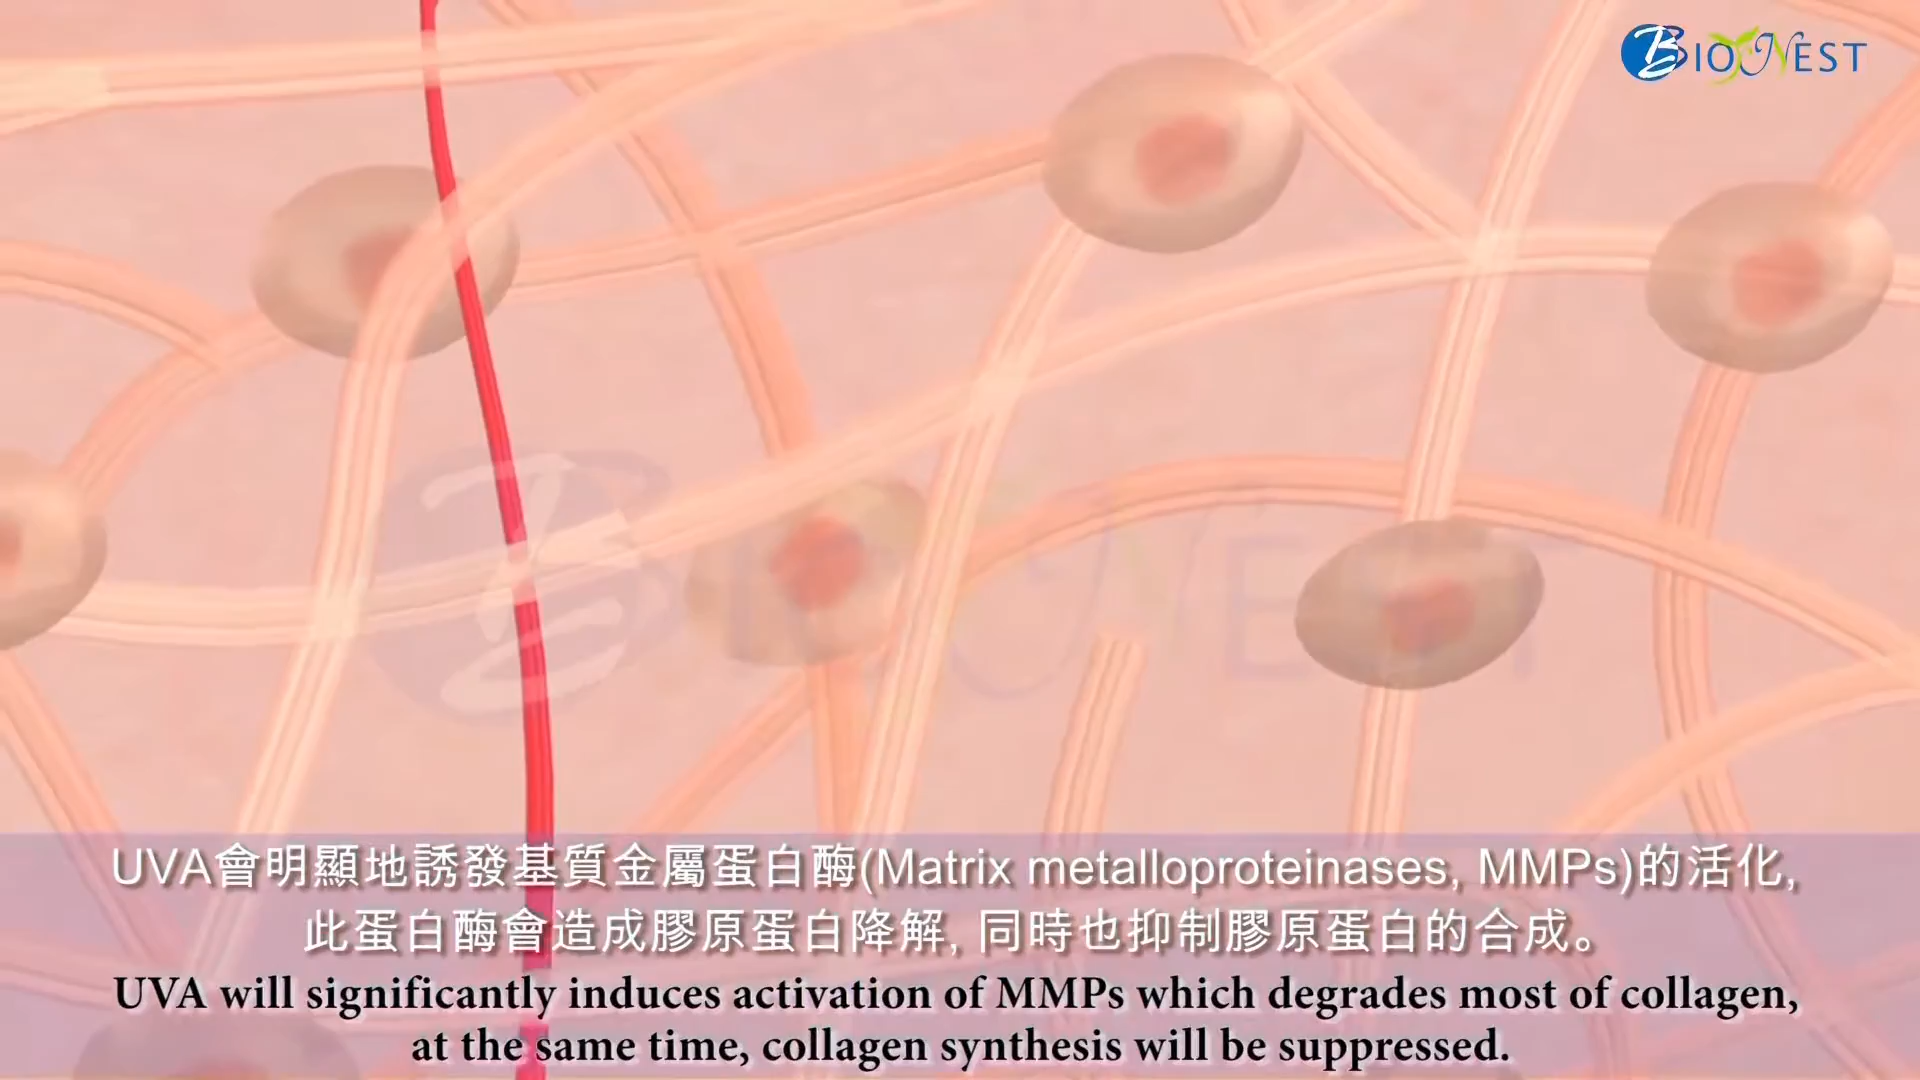 BIONEST
UVA會明顯地誘發基質金屬蛋白酶(Matrix metalloproteinases, MMPs)的活化,
此蛋白酶會造成膠原蛋白降解, 同時也抑制膠原蛋白的合成。
UVA will significantly induces activation of MMPs which degrades most of collagen,
at the same time, collagen synthesis will be suppressed.